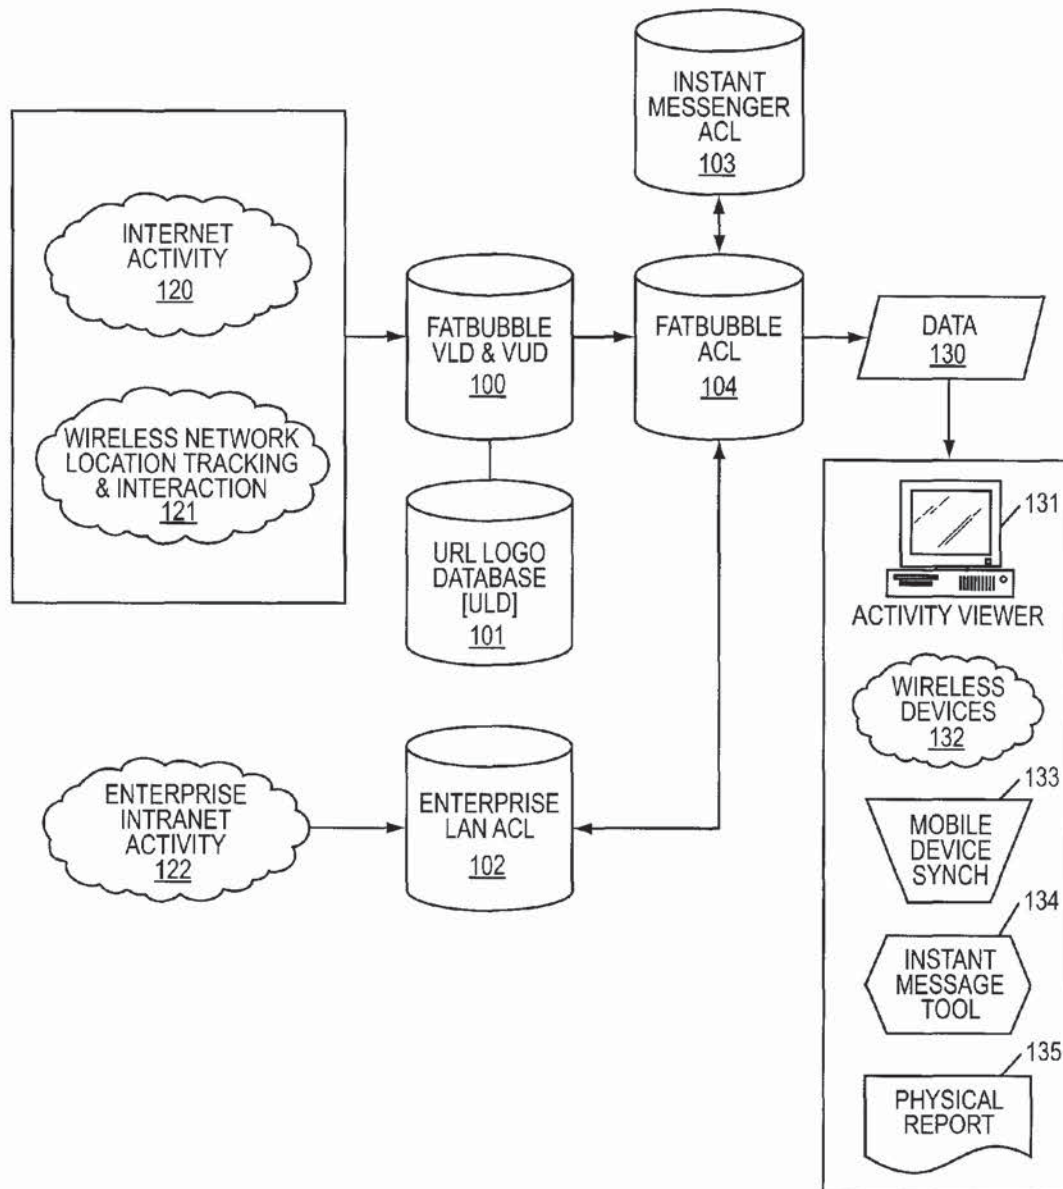 INSTANT
MESSENGER
ACL
103
INTERNET
ACTIVITY
120
WIRELESS NETWORK
LOCATION TRACKING
& INTERACTION
121
FATBUBBLE
VLD & VUD
100
FATBUBBLE
ACL
104
DATA
130
URL LOGO
DATABASE
[ULD]
101
131
ACTIVITY VIEWER
WIRELESS
DEVICES
132
ENTERPRISE
INTRANET
ACTIVITY
122
ENTERPRISE
LAN ACL
102
133
MOBILE
DEVICE
SYNCH
134
INSTANT
MESSAGE
TOOL
135
PHYSICAL
REPORT